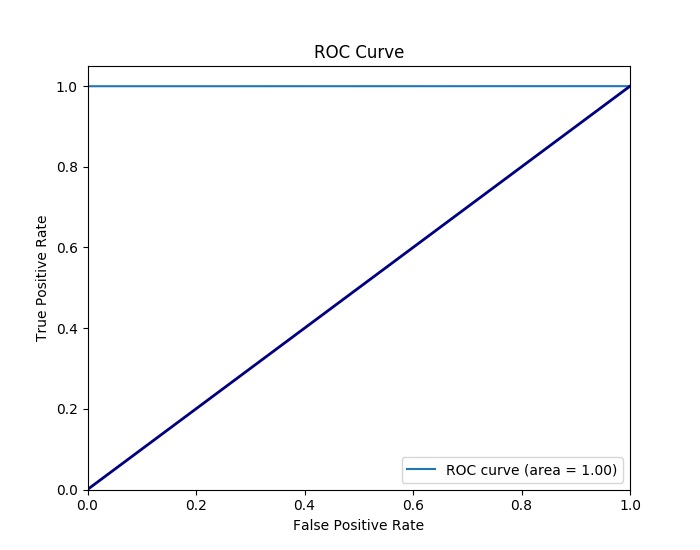 ROC Curve
1.0
0.8
0.6
0.4
0.2
0.0
True Positive Rate
ROC curve (area = 1.00)
0.0 0.2 0.4 0.6 0.8 1.0
False Positive Rate